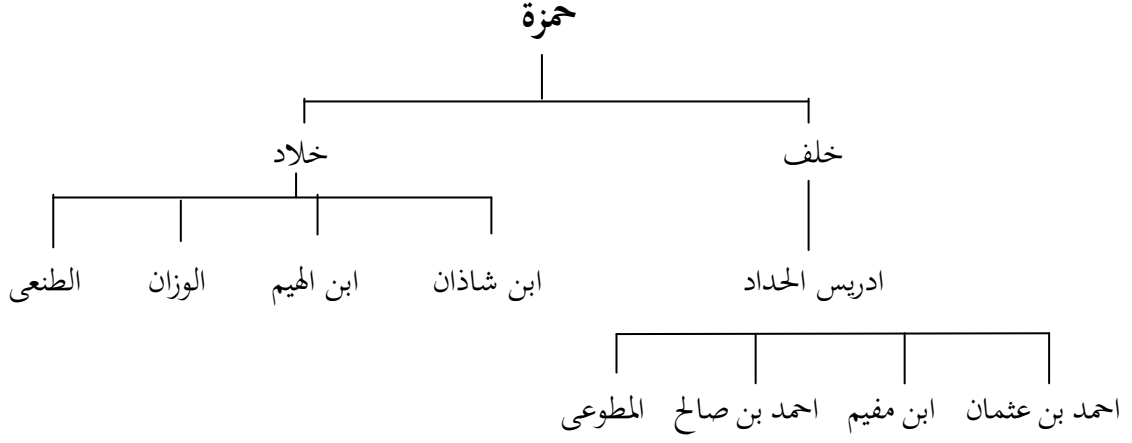 حمزة
خلف خلاد
ادريس الحداد ابن شاذان ابن الهيم الوزان الطنعى
احمد بن عثمان ابن مفيم احمد بن صالح المطوعى